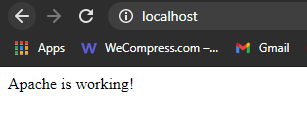 localhost
Apps WeCompress.com –... Gmail
Apache is working!